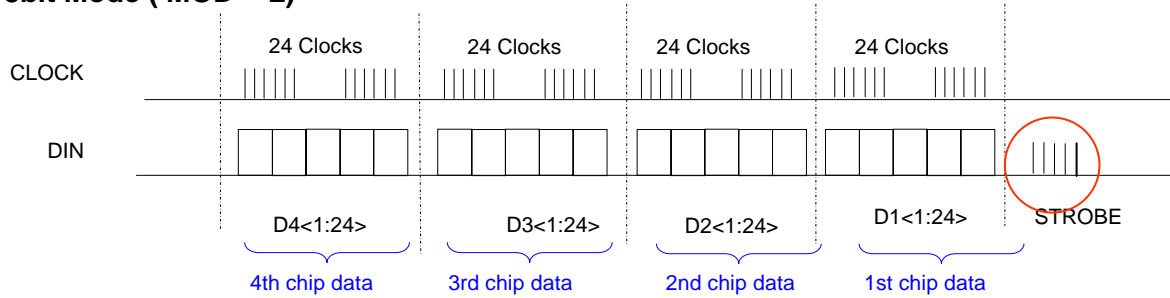 24 Clocks 24 Clocks 24 Clocks 24 Clocks
CLOCK
DIN
D4<1:24> D3<1:24> D2<1:24> D1<1:24> STROBE
4th chip data 3rd chip data 2nd chip data 1st chip data